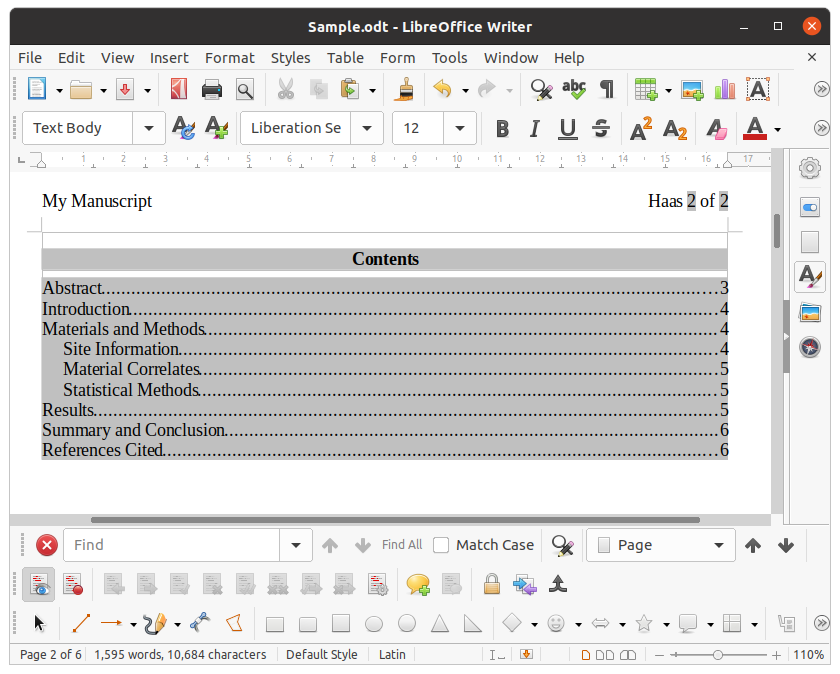 Sample.odt - LibreOffice Writer
File Edit View Insert Format Styles Table Form Tools Window Help
Text Body Liberation Se 12
1 2 3 4 5 6 7 8 9 10 11 12 13 14 15 16 17
My Manuscript Haas 2 of 2
Contents
Abstract 3
Introduction 4
Materials and Methods 4
Site Information 4
Material Correlates 5
Statistical Methods 5
Results 5
Summary and Conclusion 6
References Cited 6
Find Find All Match Case Page
Page 2 of 6 1,595 words, 10,684 characters Default Style Latin 110%